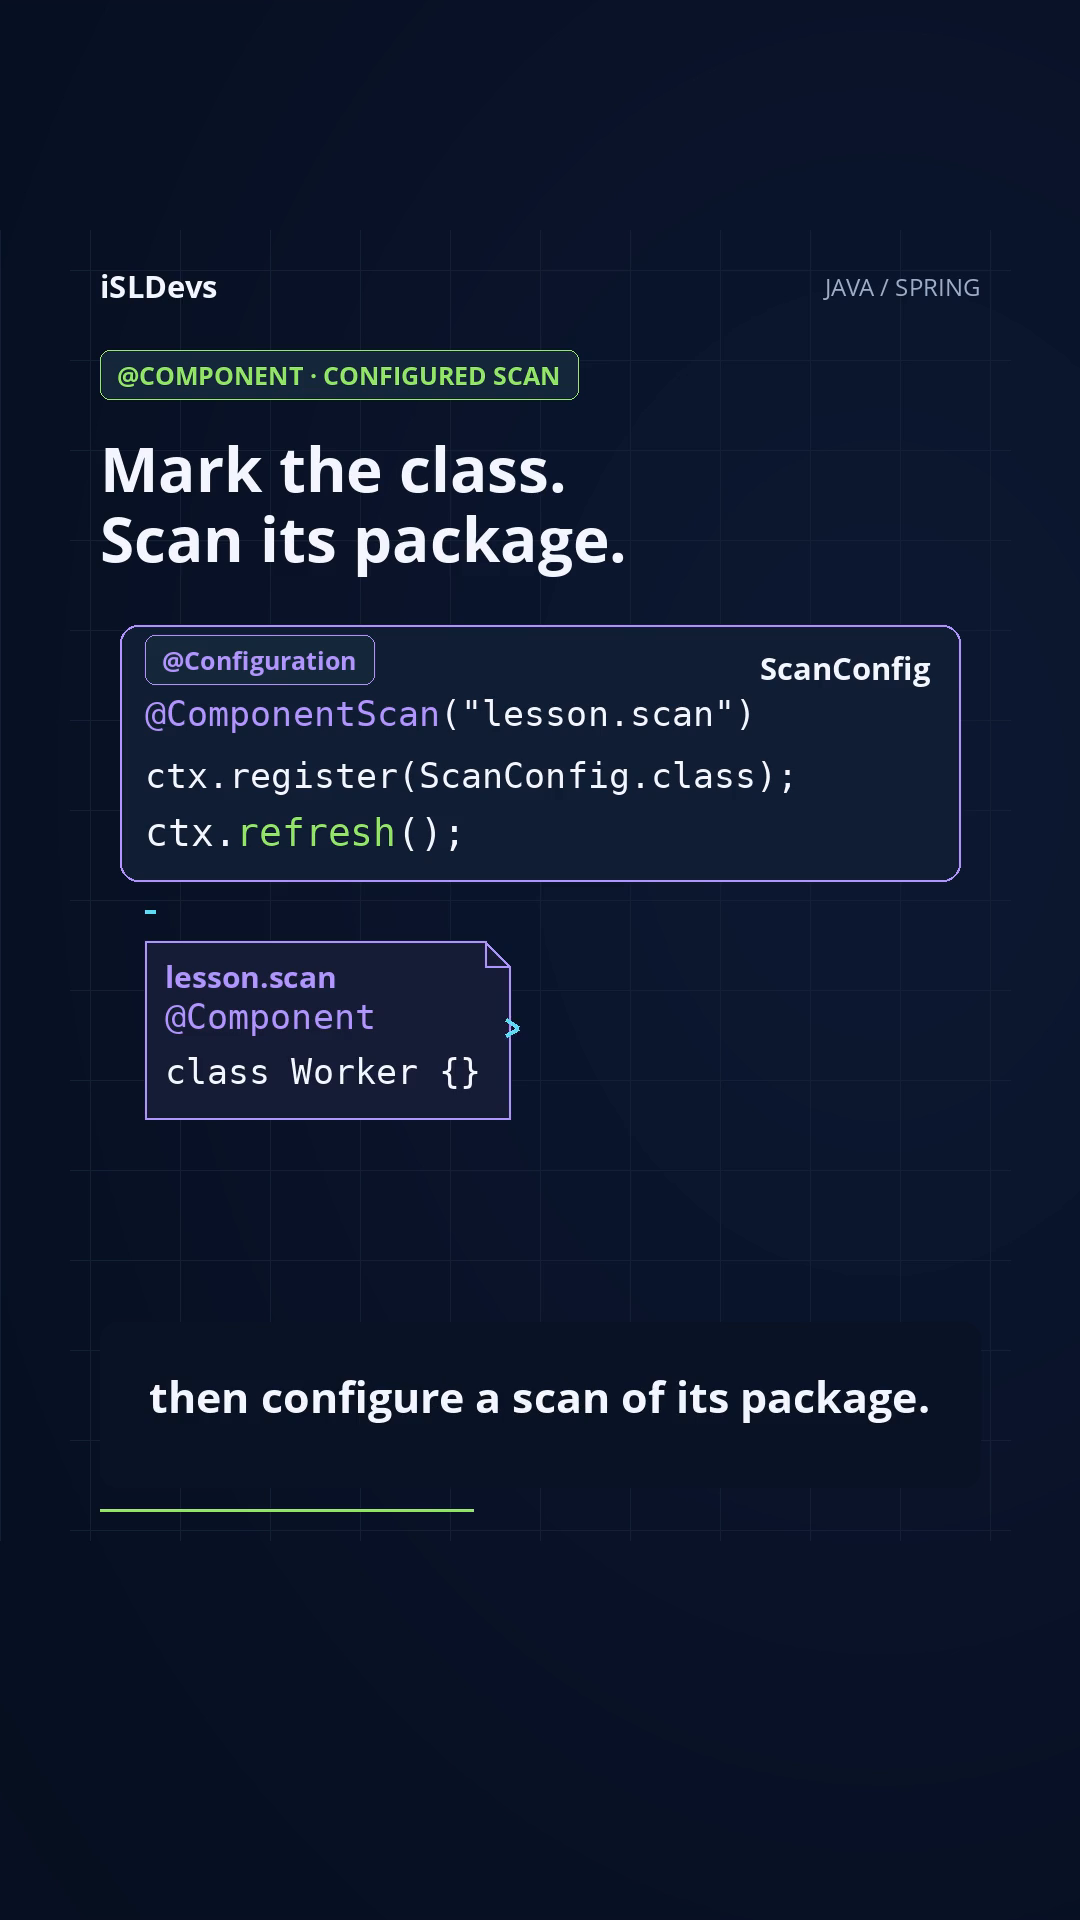 iSLDevs
JAVA / SPRING
@COMPONENT · CONFIGURED SCAN
Mark the class.
Scan its package.
@Configuration
ScanConfig
@ComponentScan("lesson.scan")
ctx.register(ScanConfig.class);
ctx.refresh();
lesson.scan
@Component
class Worker {}
then configure a scan of its package.